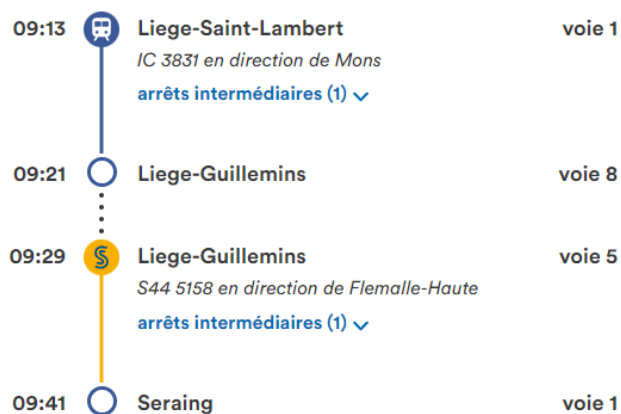 09:13 Liege-Saint-Lambert voie 1
IC 3831 en direction de Mons
arrêts intermédiaires (1)
09:21 Liege-Guillemins voie 8
09:29 S Liege-Guillemins voie 5
S44 5158 en direction de Flemalle-Haute
arrêts intermédiaires (1)
09:41 Seraing voie 1